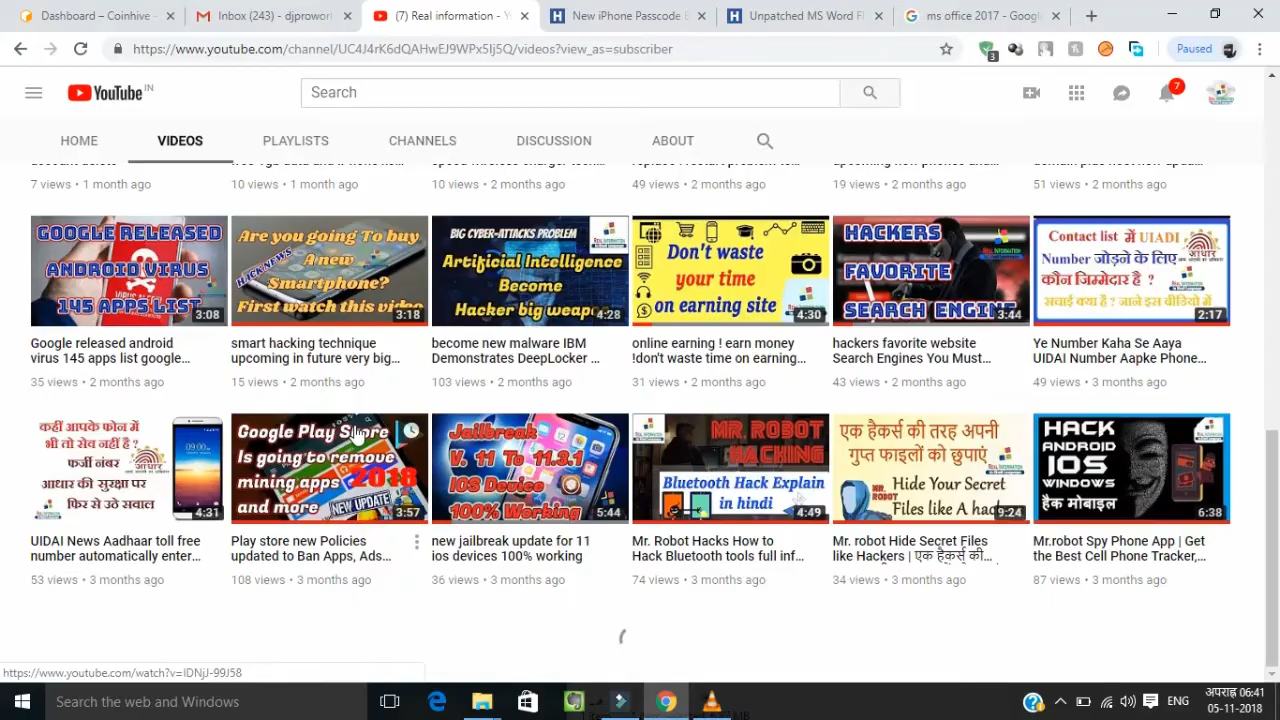 Dashboard – Coinhive -
Inbox (243) - djprowori
(7) Real information - Y
New iPhone Passcode
Unpatched MS Word Fl
ms office 2017 - Googl
https://www.youtube.com/channel/UC4J4rK6dQAHwEJ9WPx5Ij5Q/videos?view_as=subscriber
3
Paused
YouTube IN
Search
7
HOME
VIDEOS
PLAYLISTS
CHANNELS
DISCUSSION
ABOUT
7 views • 1 month ago
10 views • 1 month ago
10 views • 2 months ago
49 views • 2 months ago
19 views • 2 months ago
51 views • 2 months ago
GOOGLE RELEASED
ANDROID VIRUS
145 APPS LIST
3:08
Are you going To buy
A new
HACK NEWS
Smartphone?
First watch this video
3:18
BIG CYBER-ATTACKS PROBLEM
Artificial Intelligence
Become
Hacker big weapon
4:28
Don't waste
your time
on earning site
4:30
HACKERS
FAVORITE
SEARCH ENGINE
3:44
Contact list में UIADI
Number जोड़ने के लिए
कौन जिम्मेदार है ?
सचाई क्या है ? जाने इस वीडियो में
2:17
Google released android
virus 145 apps list google...
35 views • 2 months ago
smart hacking technique
upcoming in future very big...
15 views • 2 months ago
become new malware IBM
Demonstrates DeepLocker ...
103 views • 2 months ago
online earning ! earn money
!don't waste time on earning...
31 views • 2 months ago
hackers favorite website
Search Engines You Must...
43 views • 2 months ago
Ye Number Kaha Se Aaya
UIDAI Number Aapke Phone...
49 views • 3 months ago
कहीं आपके फोन में
भी तो सेव नहीं है ?
फर्जी नंबर
आधार की सुरक्षा पर
फिर से उठे सवाल
4:31
Google Play Store
Is going to remove
mining apps 2018
and more
NEW UPDATE
3:57
Jailbreak
V. 11 To 11.3.1
IOS Device
100% Working
5:44
MR. ROBOT
HACKING
Bluetooth Hack Explain
in hindi
4:49
एक हैकर्स की तरह अपनी
गुप्त फाइलों को छुपाएं
MR. ROBOT
Hide Your Secret
Files like A hacker
9:24
HACK
ANDROID
IOS
WINDOWS
हैक मोबाइल
6:38
UIDAI News Aadhaar toll free
number automatically enter...
53 views • 3 months ago
Play store new Policies
updated to Ban Apps, Ads...
108 views • 3 months ago
new jailbreak update for 11
ios devices 100% working
36 views • 3 months ago
Mr. Robot Hacks How to
Hack Bluetooth tools full inf...
74 views • 3 months ago
Mr. robot Hide Secret Files
like Hackers | एक हैकर्स की...
34 views • 3 months ago
Mr.robot Spy Phone App | Get
the Best Cell Phone Tracker,...
87 views • 3 months ago
https://www.youtube.com/watch?v=IDNjJ-99J58
Search the web and Windows
ENG
अपराह्न 06:41
05-11-2018